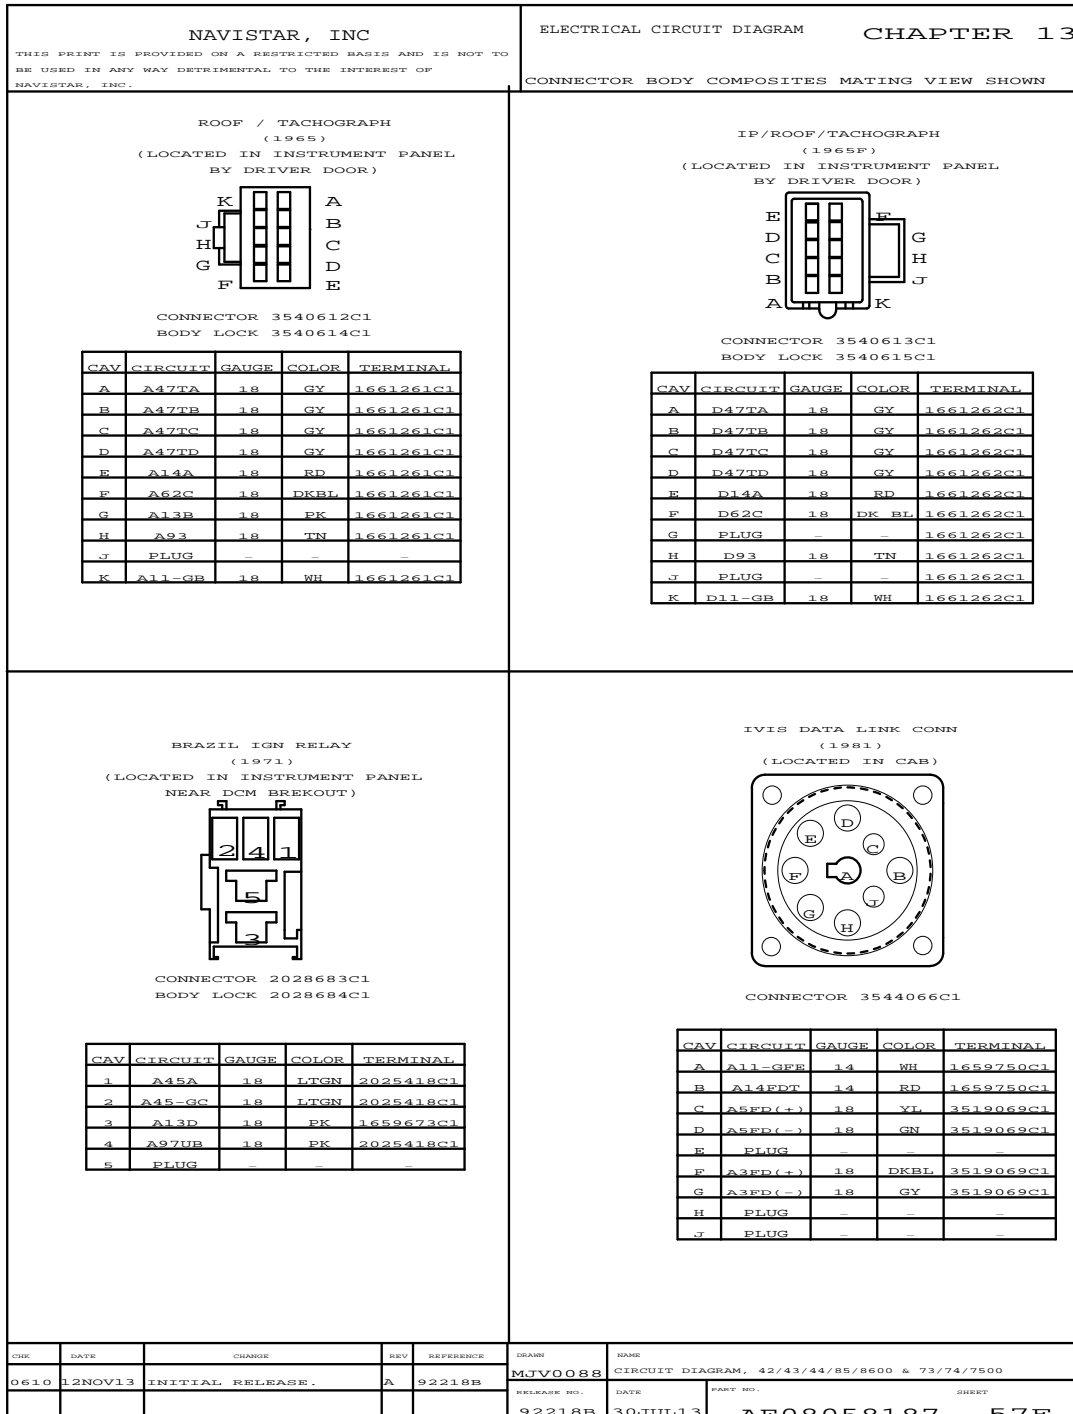 NAVISTAR, INC
THIS PRINT IS PROVIDED ON A RESTRICTED BASIS AND IS NOT TO
BE USED IN ANY WAY DETRIMENTAL TO THE INTEREST OF
NAVISTAR, INC.
ELECTRICAL CIRCUIT DIAGRAM
CHAPTER 13
CONNECTOR BODY COMPOSITES MATING VIEW SHOWN
ROOF / TACHOGRAPH
(1965)
(LOCATED IN INSTRUMENT PANEL
BY DRIVER DOOR)
K A
J B
H C
G D
F E
CONNECTOR 3540612C1
BODY LOCK 3540614C1
CAV CIRCUIT GAUGE COLOR TERMINAL
A A47TA 18 GY 1661261C1
B A47TB 18 GY 1661261C1
C A47TC 18 GY 1661261C1
D A47TD 18 GY 1661261C1
E A14A 18 RD 1661261C1
F A62C 18 DKBL 1661261C1
G A13B 18 PK 1661261C1
H A93 18 TN 1661261C1
J PLUG – – –
K A11-GB 18 WH 1661261C1
IP/ROOF/TACHOGRAPH
(1965F)
(LOCATED IN INSTRUMENT PANEL
BY DRIVER DOOR)
E F
D G
C H
B J
A K
CONNECTOR 3540613C1
BODY LOCK 3540615C1
CAV CIRCUIT GAUGE COLOR TERMINAL
A D47TA 18 GY 1661262C1
B D47TB 18 GY 1661262C1
C D47TC 18 GY 1661262C1
D D47TD 18 GY 1661262C1
E D14A 18 RD 1661262C1
F D62C 18 DK BL 1661262C1
G PLUG – – 1661262C1
H D93 18 TN 1661262C1
J PLUG – – 1661262C1
K D11-GB 18 WH 1661262C1
BRAZIL IGN RELAY
(1971)
(LOCATED IN INSTRUMENT PANEL
NEAR DCM BREKOUT)
2 4 1
5
3
CONNECTOR 2028683C1
BODY LOCK 2028684C1
CAV CIRCUIT GAUGE COLOR TERMINAL
1 A45A 18 LTGN 2025418C1
2 A45-GC 18 LTGN 2025418C1
3 A13D 18 PK 1659673C1
4 A97UB 18 PK 2025418C1
5 PLUG – – –
IVIS DATA LINK CONN
(1981)
(LOCATED IN CAB)
D
E C
F A B
G J
H
CONNECTOR 3544066C1
CAV CIRCUIT GAUGE COLOR TERMINAL
A A11-GFE 14 WH 1659750C1
B A14FDT 14 RD 1659750C1
C A5FD(+) 18 YL 3519069C1
D A5FD(-) 18 GN 3519069C1
E PLUG – – –
F A3FD(+) 18 DKBL 3519069C1
G A3FD(-) 18 GY 3519069C1
H PLUG – – –
J PLUG – – –
CHK DATE CHANGE REV REFERENCE
0610 12NOV13 INITIAL RELEASE. A 92218B
DRAWN NAME
MJV0088 CIRCUIT DIAGRAM, 42/43/44/85/8600 & 73/74/7500
RELEASE NO. DATE PART NO. SHEET
92218B 30JUL13 AE08058187 57E